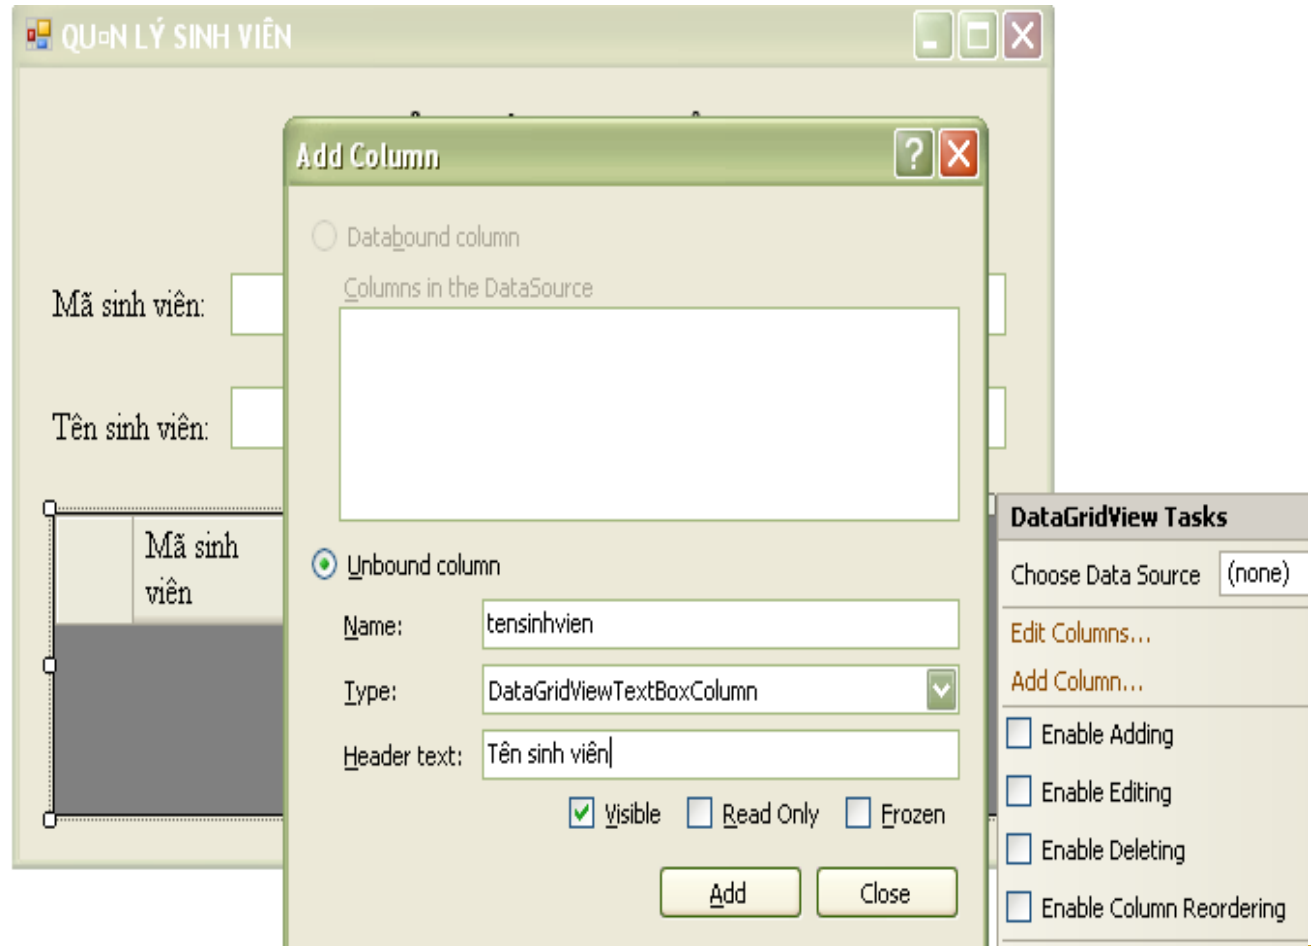 QU¤N LÝ SINH VIÊN
Add Column
Databound column
Columns in the DataSource
Mã sinh viên:
Tên sinh viên:
Mã sinh
viên
Unbound column
Name:
tensinhvien
Type:
DataGridViewTextBoxColumn
Header text:
Tên sinh viên
Visible
Read Only
Frozen
Add
Close
DataGridView Tasks
Choose Data Source
(none)
Edit Columns...
Add Column...
Enable Adding
Enable Editing
Enable Deleting
Enable Column Reordering